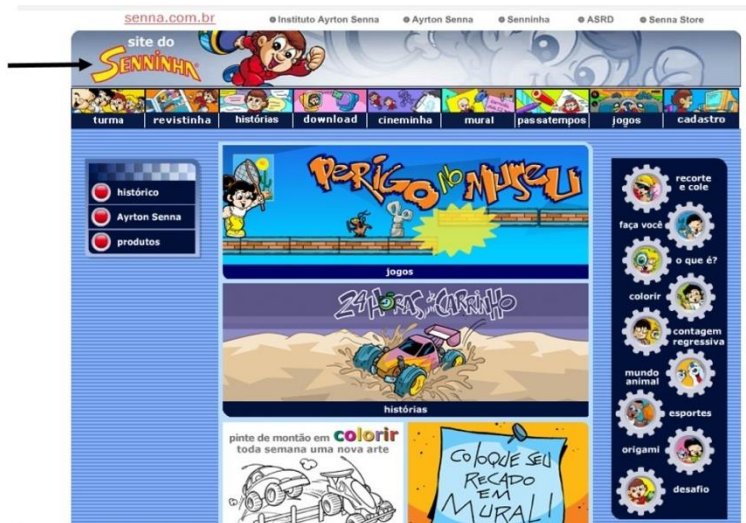 senna.com.br
Instituto Ayrton Senna
Ayrton Senna
Senninha
ASRD
Senna Store
site do
SENNINHA
turma
revistinha
histórias
download
cineminha
mural
passatempos
jogos
cadastro
histórico
Ayrton Senna
produtos
PERIGO NO MUSEU
jogos
24 HORAS de um CARRINHO
histórias
pinte de montão em colorir
toda semana uma nova arte
COLOQUE SEU
RECADO
EM
MURAL!
recorte
e cole
faça você
o que é?
colorir
contagem
regressiva
mundo
animal
esportes
origami
desafio